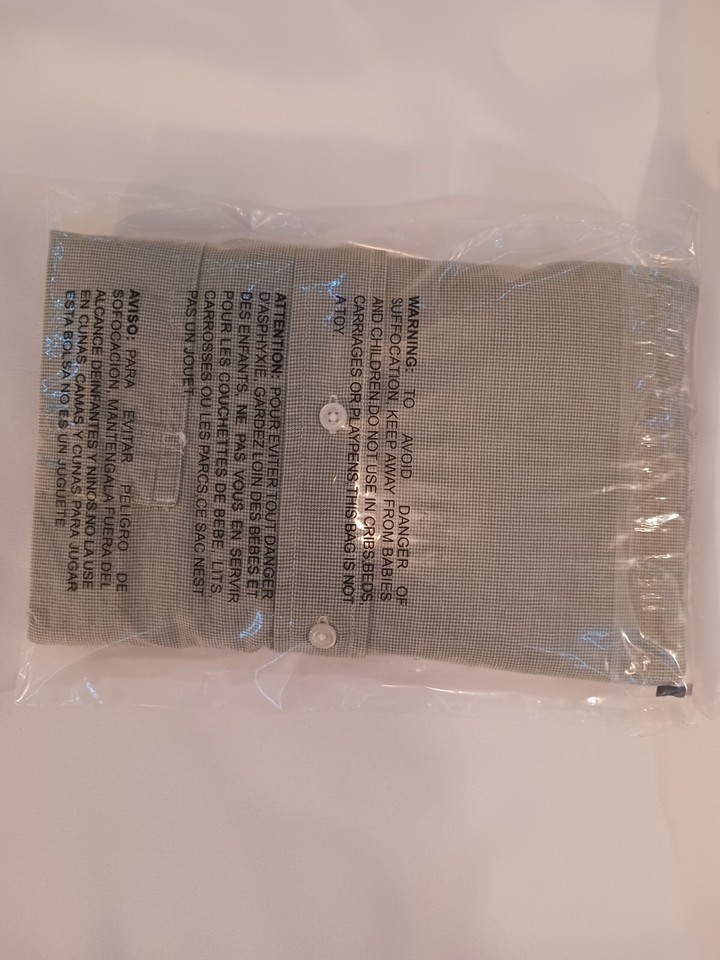 WARNING: TO AVOID DANGER OF
SUFFOCATION. KEEP AWAY FROM BABIES
AND CHILDREN.DO NOT USE IN CRIBS.BEDS,
CARRIAGES OR PLAYPENS.THIS BAG IS NOT
A TOY.
ATTENTION: POUR EVITER TOUT DANGER
D'ASPHYXIE. GARDEZ LOIN DES BEBES ET
DES ENFANTS. NE PAS VOUS EN SERVIR
POUR LES COUCHETTES DE BEBE, LITS.
CARROSSES OU LES PARCS.CE SAC NEST
PAS UN JOUET
AVISO: PARA EVITAR PELIGRO DE
SOFOCACION MANTENGALA FUERA DEL
ALCANCE DEINFANTES Y NINOS.NO LA USE
EN CUNAS, CAMAS Y CUNAS PARA JUGAR
ESTA BOLSA NO ES UN JUGUETE